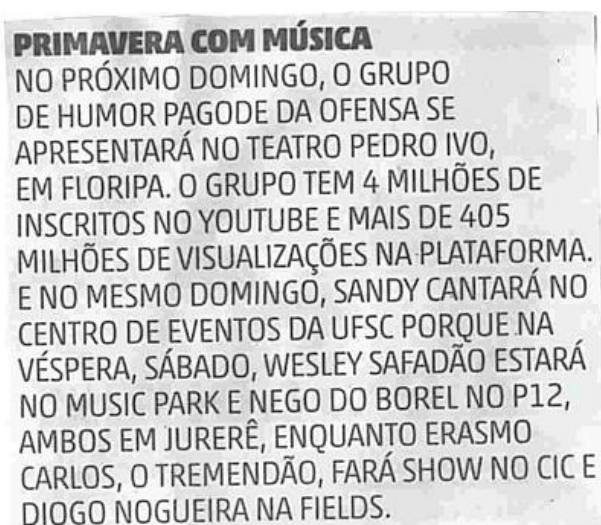 PRIMAVERA COM MÚSICA
NO PRÓXIMO DOMINGO, O GRUPO
DE HUMOR PAGODE DA OFENSA SE
APRESENTARÁ NO TEATRO PEDRO IVO,
EM FLORIPA. O GRUPO TEM 4 MILHÕES DE
INSCRITOS NO YOUTUBE E MAIS DE 405
MILHÕES DE VISUALIZAÇÕES NA PLATAFORMA.
E NO MESMO DOMINGO, SANDY CANTARÁ NO
CENTRO DE EVENTOS DA UFSC PORQUE NA
VÉSPERA, SÁBADO, WESLEY SAFADÃO ESTARÁ
NO MUSIC PARK E NEGO DO BOREL NO P12,
AMBOS EM JURERÊ, ENQUANTO ERASMO
CARLOS, O TREMENDÃO, FARÁ SHOW NO CIC E
DIOGO NOGUEIRA NA FIELDS.